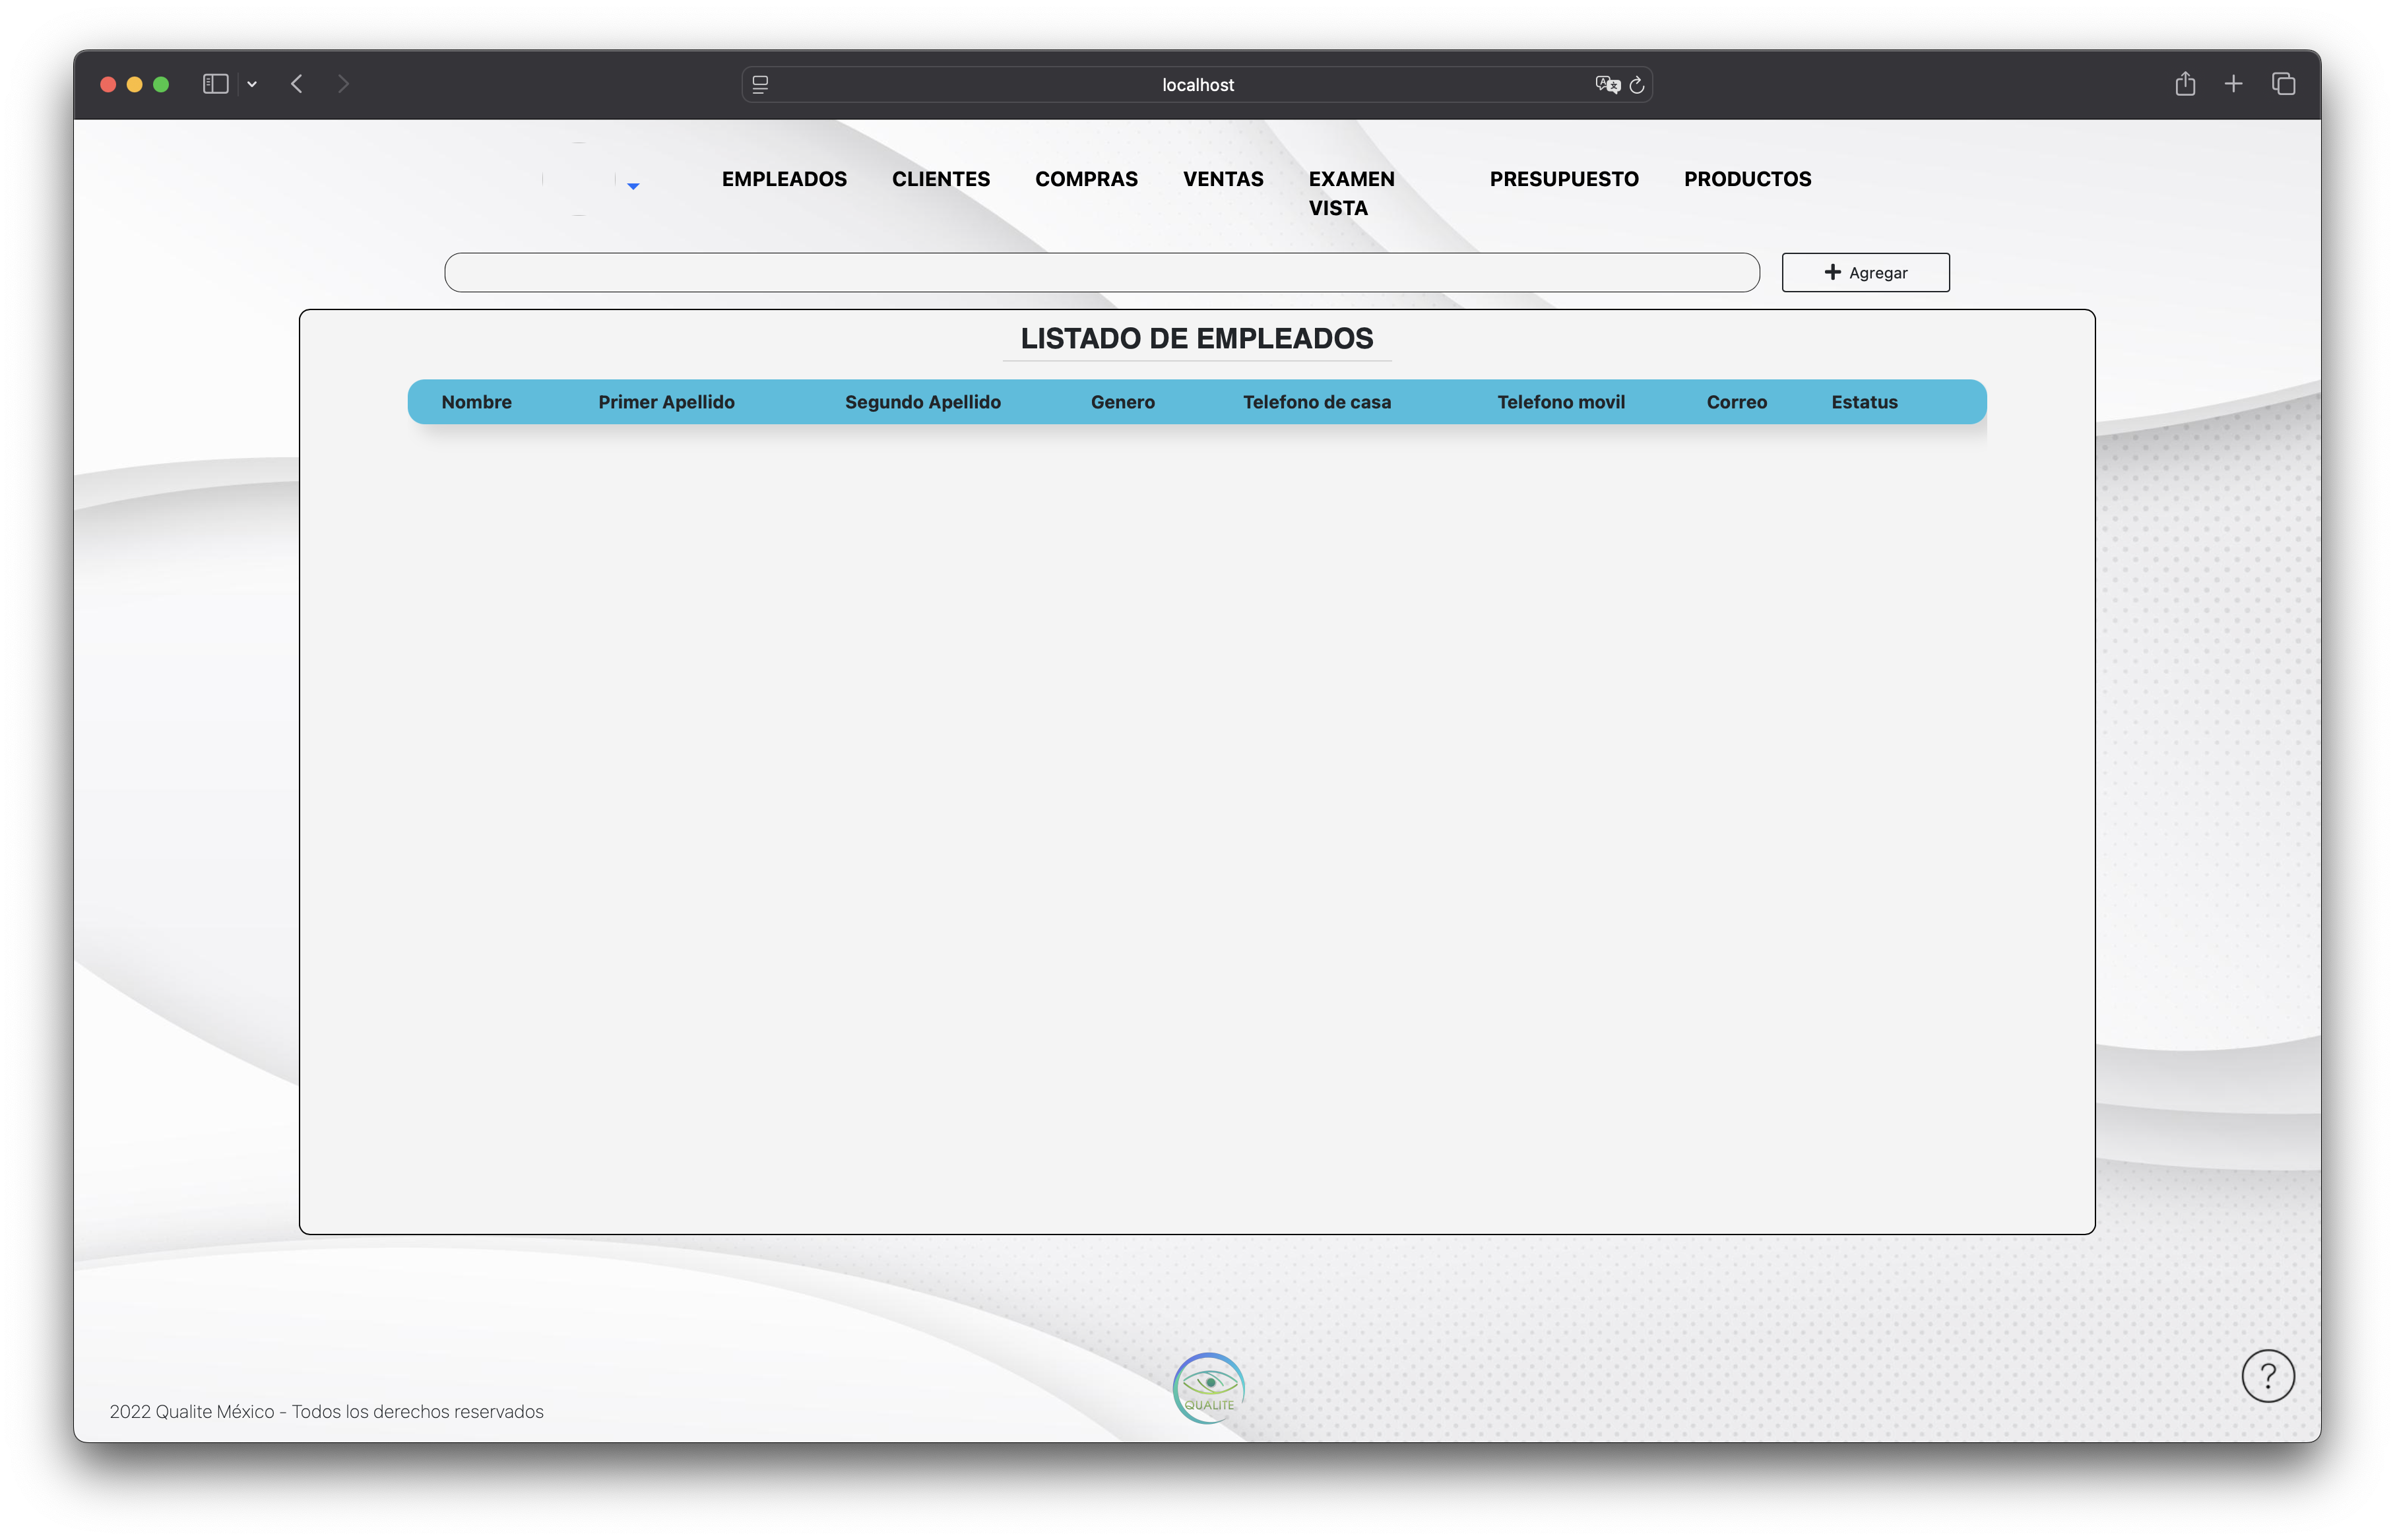 localhost
EMPLEADOS CLIENTES COMPRAS VENTAS EXAMEN VISTA PRESUPUESTO PRODUCTOS
Agregar
LISTADO DE EMPLEADOS
Nombre Primer Apellido Segundo Apellido Genero Telefono de casa Telefono movil Correo Estatus
QUALITE
?
2022 Qualite México - Todos los derechos reservados